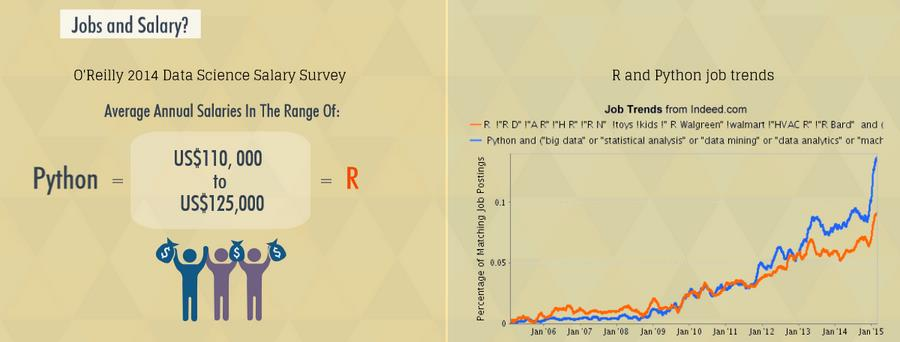 Jobs and Salary?
O'Reilly 2014 Data Science Salary Survey
Average Annual Salaries In The Range Of:
Python = US$110, 000 to US$125,000 = R
$ $ $
R and Python job trends
Job Trends from Indeed.com
R !"R D" !"A R" !"H R" !"R N" !toys !kids !" R Walgreen" !walmart !"HVAC R" !"R Bard" and (
Python and ("big data" or "statistical analysis" or "data mining" or "data analytics" or "mach
Percentage of Matching Job Postings
0.1
0.05
0
Jan '06 Jan '07 Jan '08 Jan '09 Jan '10 Jan '11 Jan '12 Jan '13 Jan '14 Jan '15